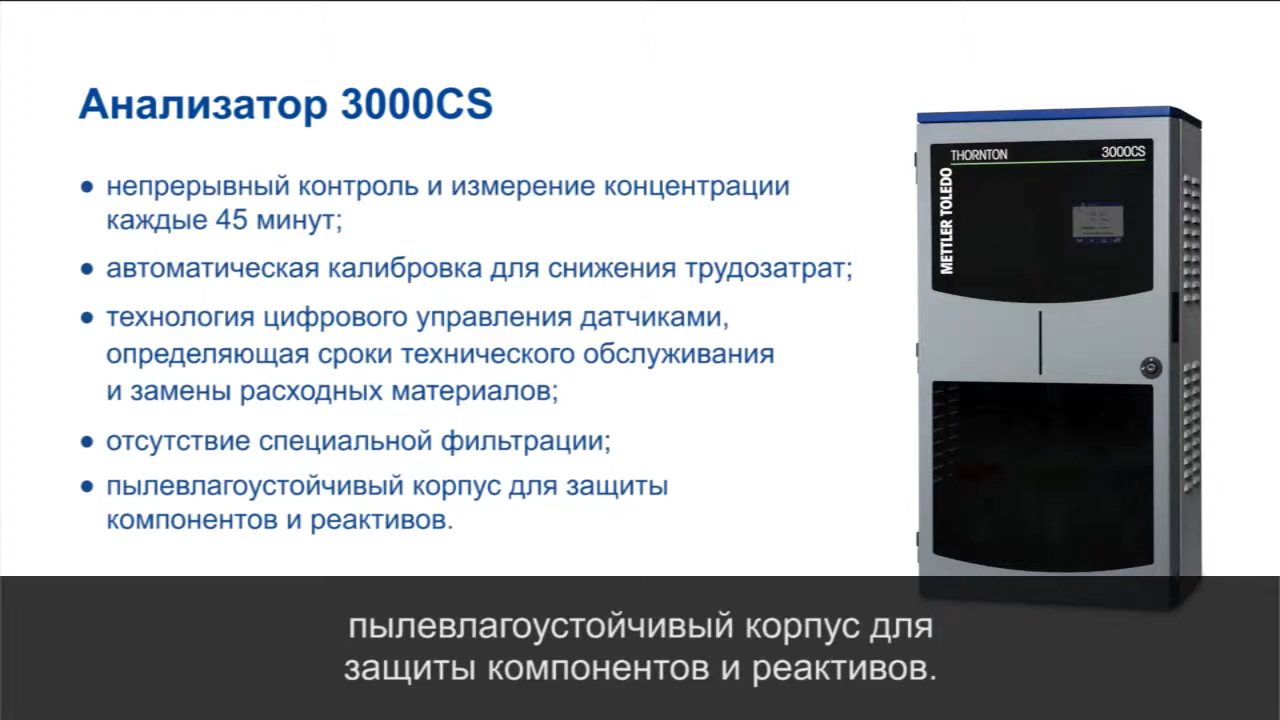 Анализатор 3000CS
● непрерывный контроль и измерение концентрации
каждые 45 минут;
● автоматическая калибровка для снижения трудозатрат;
● технология цифрового управления датчиками,
определяющая сроки технического обслуживания
и замены расходных материалов;
● отсутствие специальной фильтрации;
● пылевлагоустойчивый корпус для защиты
компонентов и реактивов.
THORNTON
3000CS
METTLER TOLEDO
пылевлагоустойчивый корпус для
защиты компонентов и реактивов.